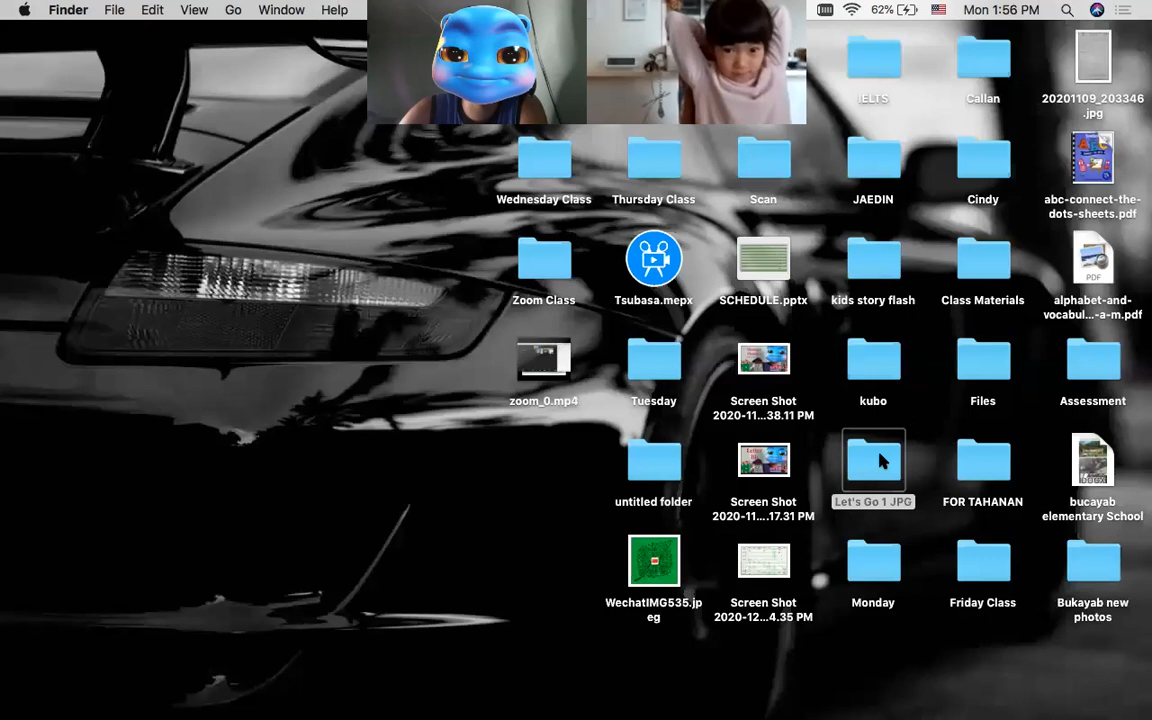 Finder File Edit View Go Window Help 62% Mon 1:56 PM
IELTS
Callan
20201109_203346
.jpg
Wednesday Class
Thursday Class
Scan
JAEDIN
Cindy
abc-connect-the-
dots-sheets.pdf
Zoom Class
Tsubasa.mepx
SCHEDULE.pptx
kids story flash
Class Materials
PDF
alphabet-and-
vocabul...-a-m.pdf
zoom_0.mp4
Tuesday
Screen Shot
2020-11...38.11 PM
kubo
Files
Assessment
untitled folder
Screen Shot
2020-11....17.31 PM
Let's Go 1 JPG
FOR TAHANAN
DOCX
bucayab
elementary School
WechatIMG535.jp
eg
Screen Shot
2020-12...4.35 PM
Monday
Friday Class
Bukayab new
photos